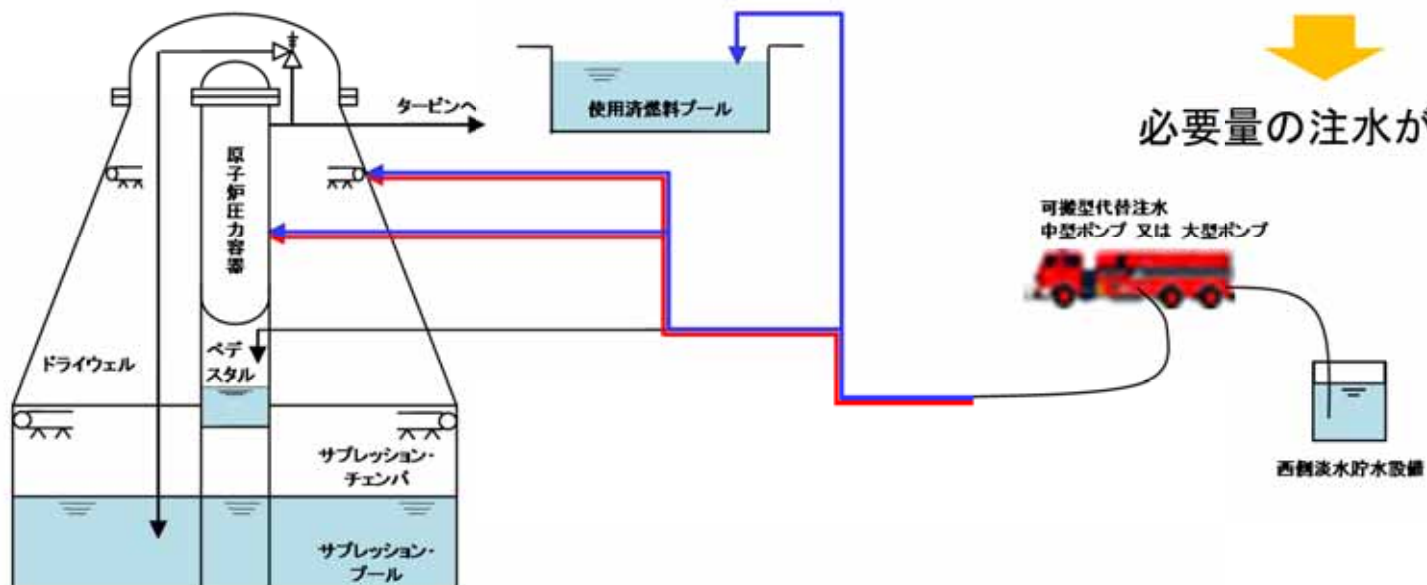 タービンへ
使用済燃料プール
必要量の注水が
原子炉圧力容器
可搬型代替注水
中型ポンプ 又は 大型ポンプ
ドライウェル
ペデ
スタル
サプレッション・
チェンバ
西側淡水貯水設備
サプレッション・
プール